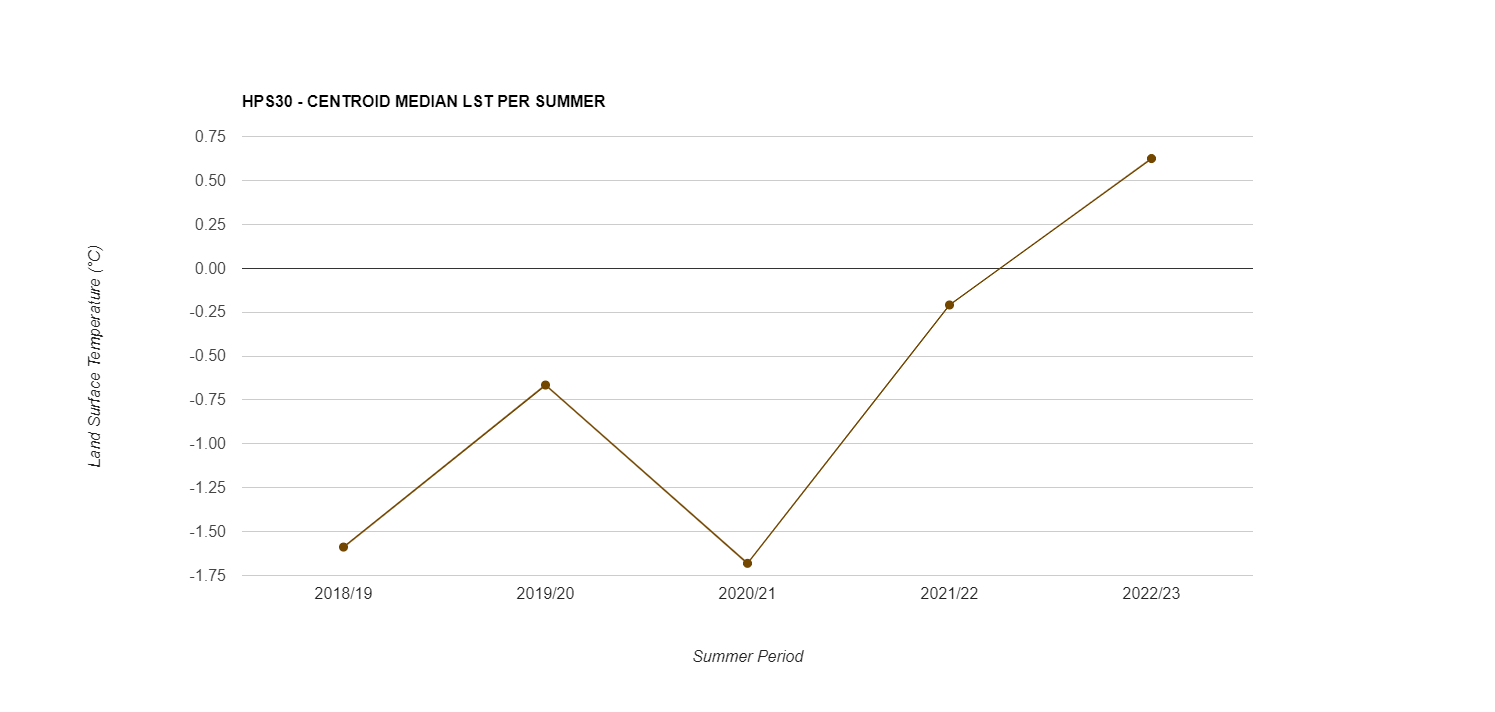 HPS30 - CENTROID MEDIAN LST PER SUMMER
0.75
0.50
0.25
0.00
-0.25
-0.50
-0.75
-1.00
-1.25
-1.50
-1.75
Land Surface Temperature (°C)
2018/19 2019/20 2020/21 2021/22 2022/23
Summer Period